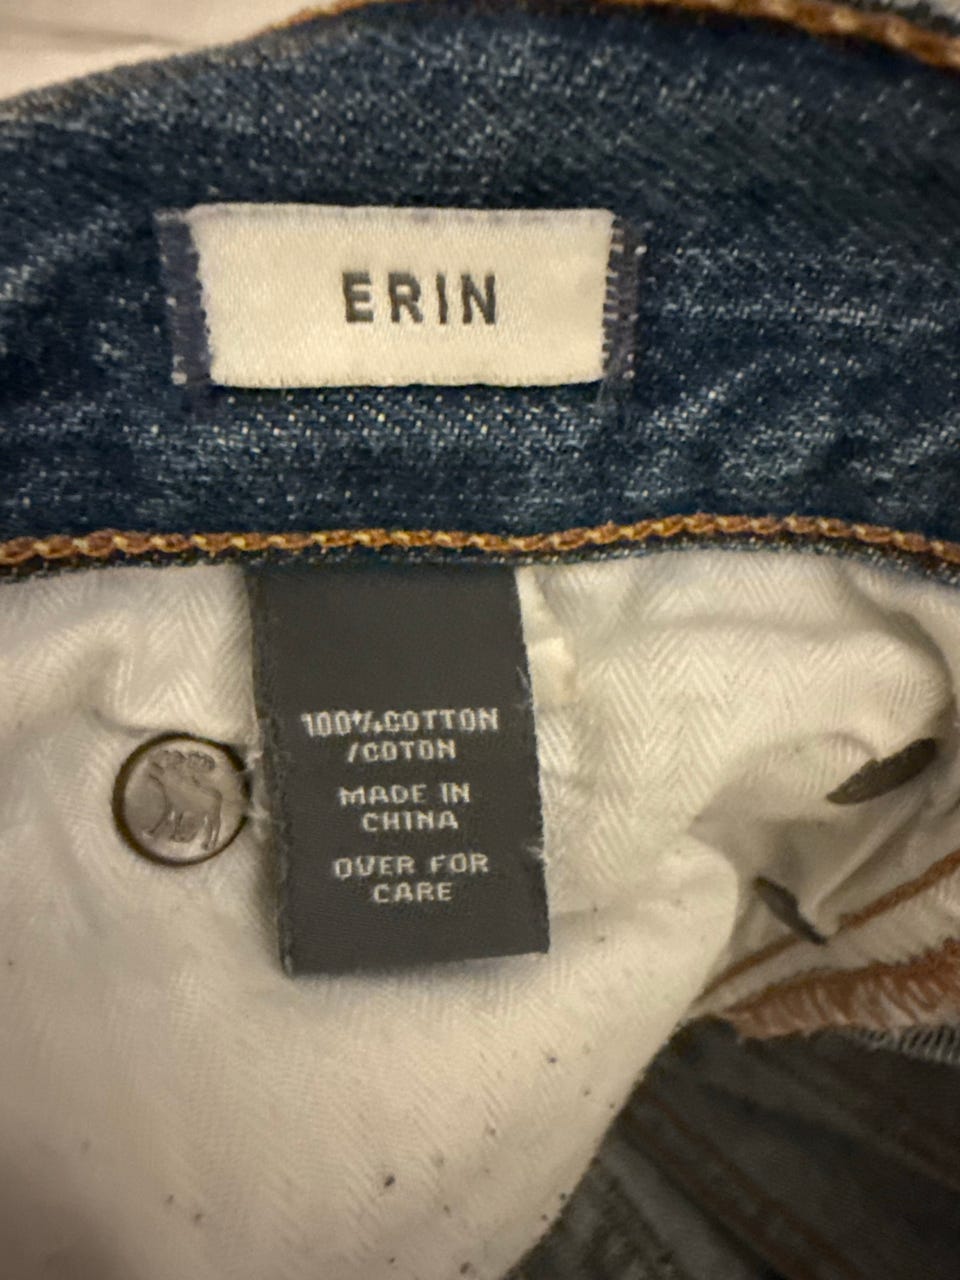 ERIN
100%COTTON
/COTON
MADE IN
CHINA
OVER FOR
CARE